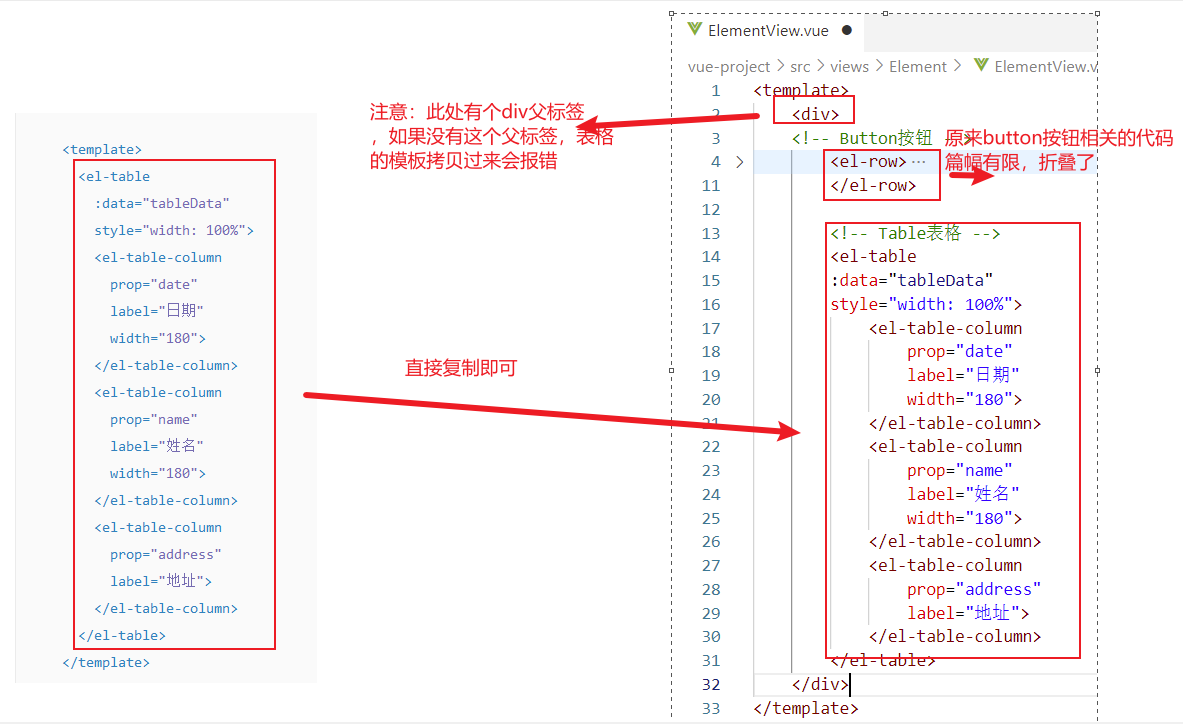 <template>
<el-table
:data="tableData"
style="width: 100%">
<el-table-column
prop="date"
label="日期"
width="180">
</el-table-column>
<el-table-column
prop="name"
label="姓名"
width="180">
</el-table-column>
<el-table-column
prop="address"
label="地址">
</el-table-column>
</el-table>
</template>
注意：此处有个div父标签
，如果没有这个父标签，表格
的模板拷贝过来会报错
直接复制即可
ElementView.vue ●
vue-project > src > views > Element > ElementView.v
1 <template>
2 <div>
3 <!-- Button按钮
原来button按钮相关的代码
篇幅有限，折叠了
4 > <el-row>···
11 </el-row>
12
13 <!-- Table表格 -->
14 <el-table
15 :data="tableData"
16 style="width: 100%">
17 <el-table-column
18 prop="date"
19 label="日期"
20 width="180">
21 </el-table-column>
22 <el-table-column
23 prop="name"
24 label="姓名"
25 width="180">
26 </el-table-column>
27 <el-table-column
28 prop="address"
29 label="地址">
30 </el-table-column>
31 </el-table>
32 </div>
33 </template>